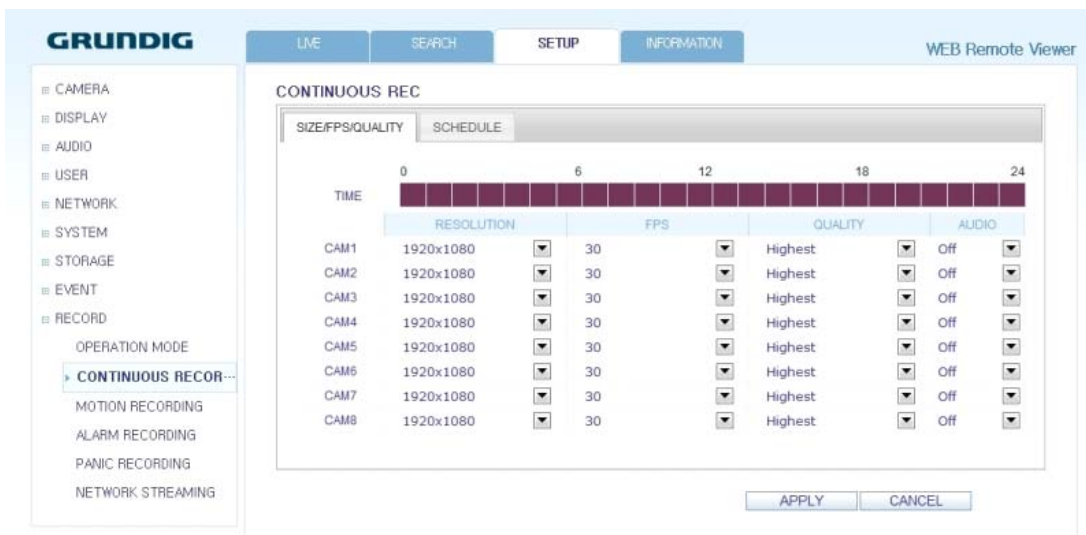 GRUNDIG
LIVE SEARCH SETUP INFORMATION
WEB Remote Viewer
CAMERA
DISPLAY
AUDIO
USER
NETWORK
SYSTEM
STORAGE
EVENT
RECORD
OPERATION MODE
CONTINUOUS RECOR···
MOTION RECORDING
ALARM RECORDING
PANIC RECORDING
NETWORK STREAMING
CONTINUOUS REC
SIZE/FPS/QUALITY SCHEDULE
0 6 12 18 24
TIME
RESOLUTION FPS QUALITY AUDIO
CAM1 1920x1080 30 Highest Off
CAM2 1920x1080 30 Highest Off
CAM3 1920x1080 30 Highest Off
CAM4 1920x1080 30 Highest Off
CAM5 1920x1080 30 Highest Off
CAM6 1920x1080 30 Highest Off
CAM7 1920x1080 30 Highest Off
CAM8 1920x1080 30 Highest Off
APPLY CANCEL